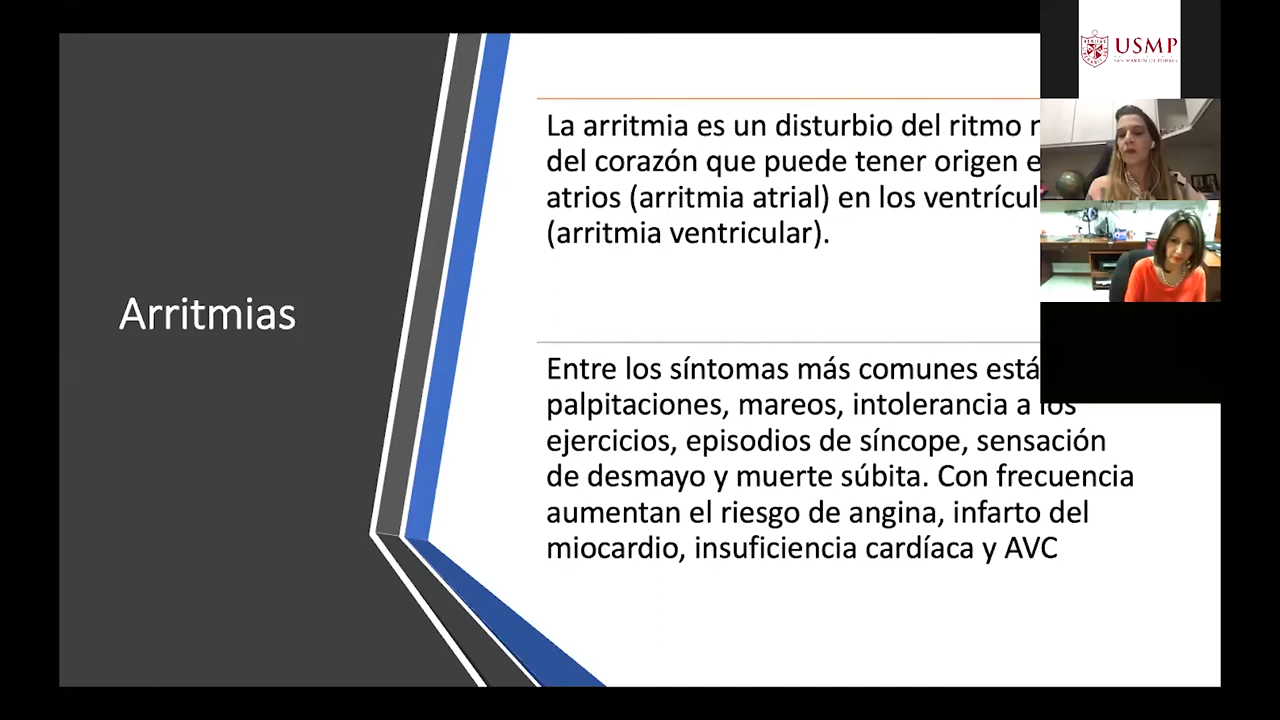 Arritmias
La arritmia es un disturbio del ritmo
del corazón que puede tener origen
atrios (arritmia atrial) en los
(arritmia ventricular).
Entre los síntomas más comunes
palpitaciones, mareos, intolerancia a los
ejercicios, episodios de síncope, sensación
de desmayo y muerte súbita. Con frecuencia
aumentan el riesgo de angina, infarto del
miocardio, insuficiencia cardíaca y AVC
USMP